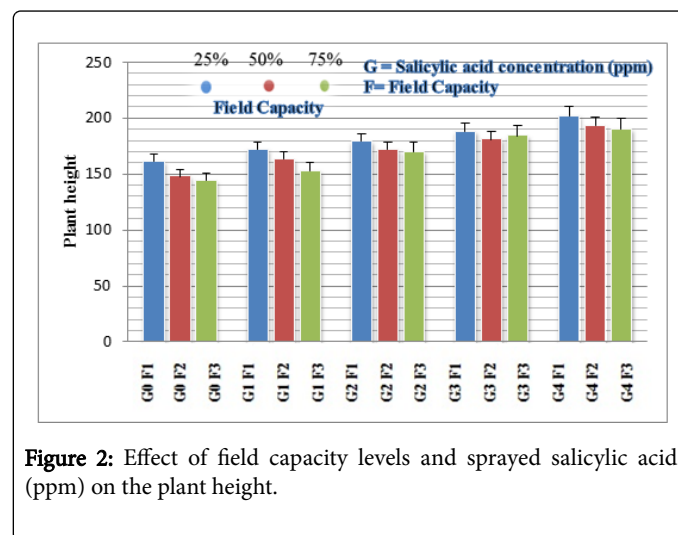 25% 50% 75%
G = Salicylic acid concentration (ppm)
F= Field Capacity
Field Capacity
250
200
150
100
50
0
Plant height
G0 F1
G0 F2
G0 F3
G1 F1
G1 F2
G1 F3
G2 F1
G2 F2
G2 F3
G3 F1
G3 F2
G3 F3
G4 F1
G4 F2
G4 F3
Figure 2: Effect of field capacity levels and sprayed salicylic acid
(ppm) on the plant height.